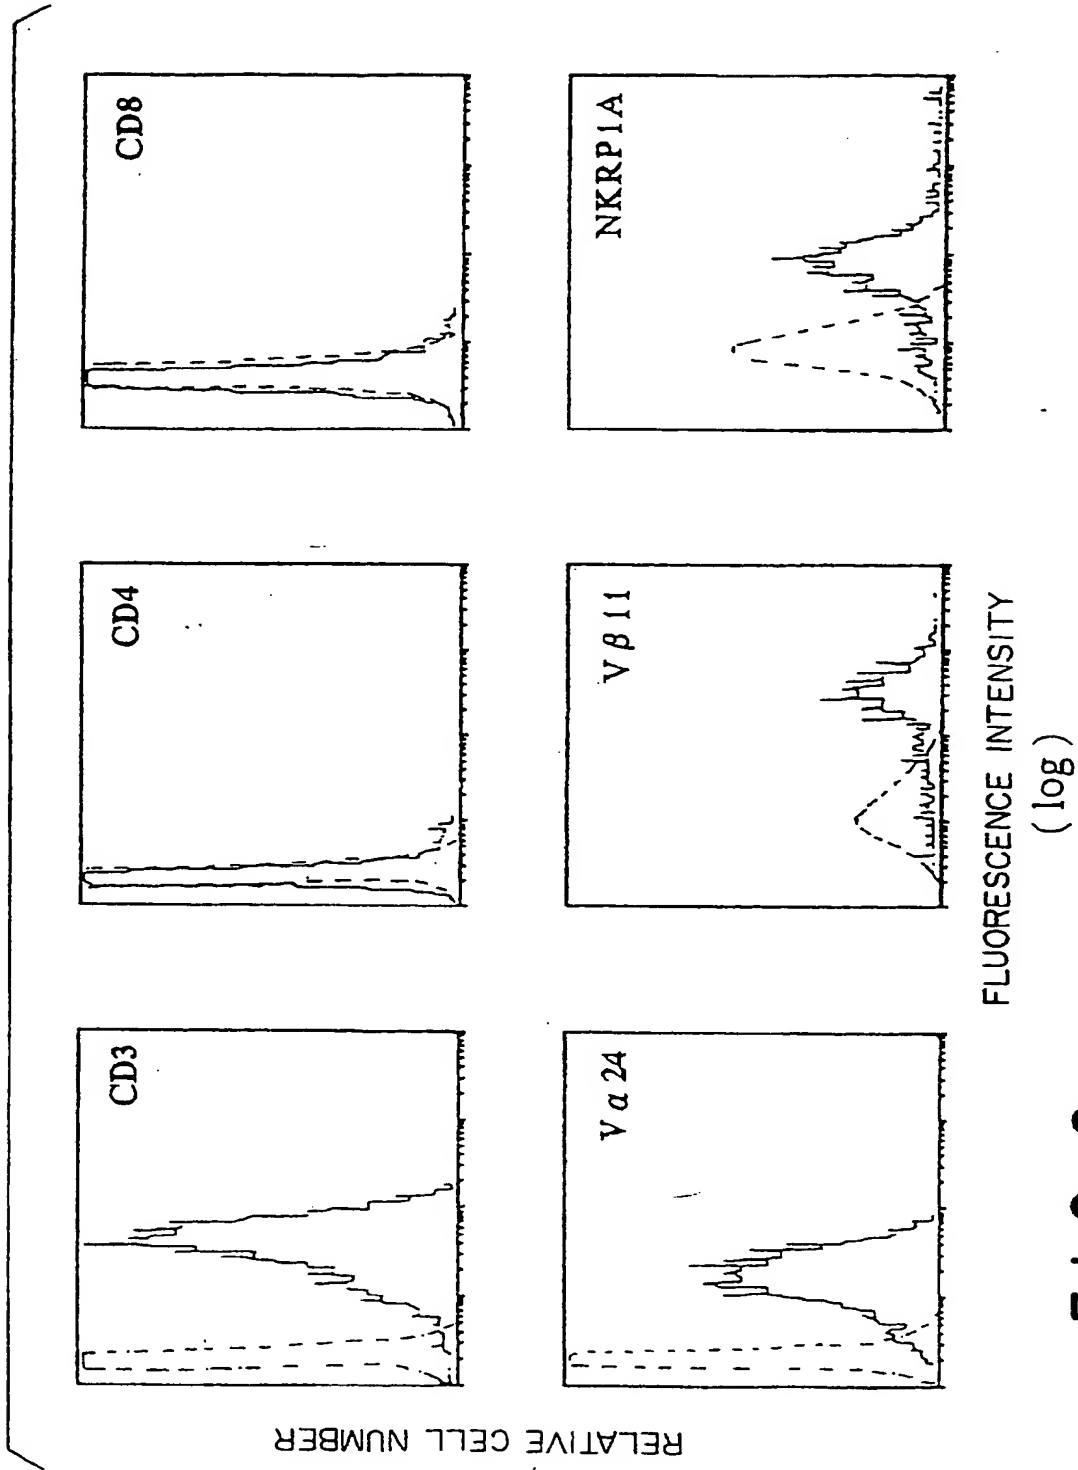 CD3
CD4
CD8
Vα24
Vβ11
NKRP1A
RELATIVE CELL NUMBER
FLUORESCENCE INTENSITY
(log)